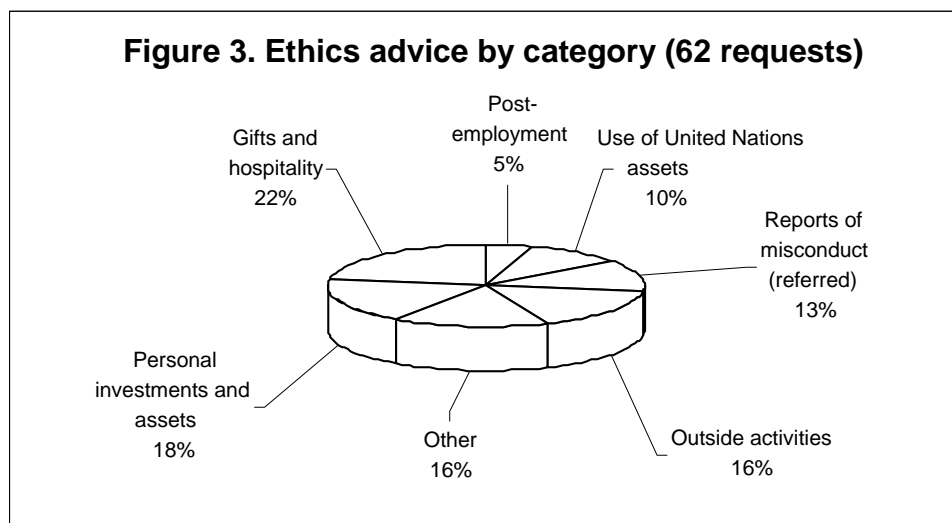 Figure 3. Ethics advice by category (62 requests)
Post-
employment
5%
Use of United Nations
assets
10%
Reports of
misconduct
(referred)
13%
Outside activities
16%
Other
16%
Personal
investments and
assets
18%
Gifts and
hospitality
22%